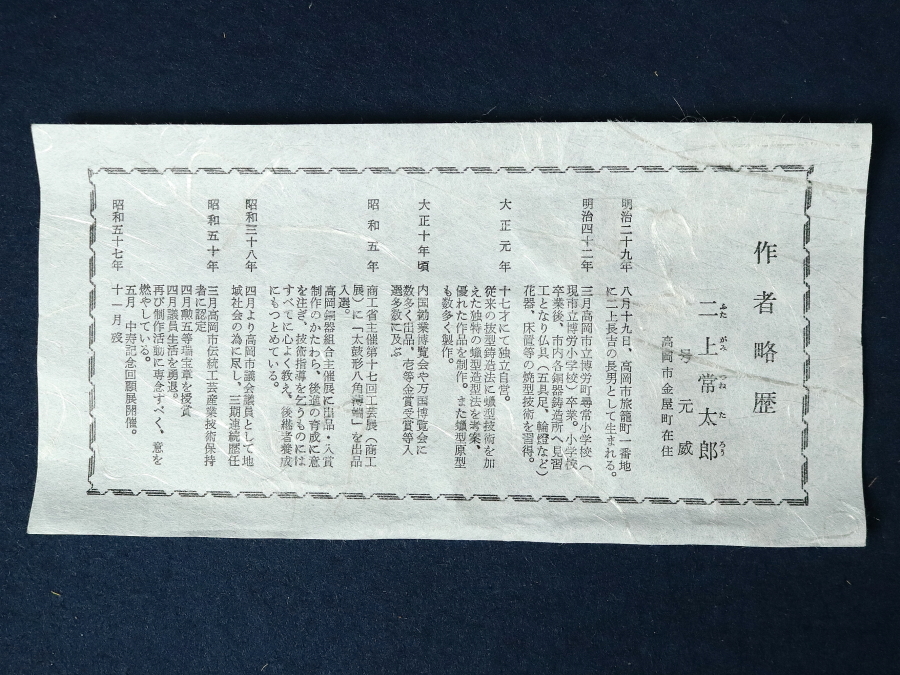 作者略歴
二上常太郎
ふたがみつねたろう
号 元 威
高岡市金屋町在住
明治二十九年 八月十九日、高岡市旅籠町一番地
に二上長吉の長男として生まれる。
明治四十二年 三月高岡市立博労町尋常小学校(
現市立博労小学校)卒業。小学校
卒業後、市内各銅器鋳造所へ見習
工となり仏具(五具足、輪燈など)
花器、床置等の焼型技術を習得。
大正元年 十七才にて独立自営。
従来の抜型鋳造法に蠟型技術を加
えた独特の蠟型造型法を考案、
優れた作品を制作。また蠟型原型
も数多く製作。
大正十年頃 内国勧業博覧会や万国博覧会に
数多く出品、壱等金賞受賞等入
選多数に及ぶ
昭和五年 商工省主催第十七回工芸展(商工
展)に「太鼓形八角 」を出品
入選。
高岡銅器組合主催展に出品・入賞
制作のかたわら、後進の育成に意
を注ぎ、技術指導を乞うものには
すべて心よく教え、後継者養成
にもつとめている。
昭和三十八年 四月より高岡市議会議員として地
域社会の為に尽し、三期連続歴任
昭和五十年 三月高岡市伝統工芸産業技術保持
者に認定
四月勲五等瑞宝章を授賞
四月議員生活を勇退。
再び制作活動に専念すべく、意を
燃やしている。
五月 中寿記念回顧展開催。
昭和五十七年 十一月歿